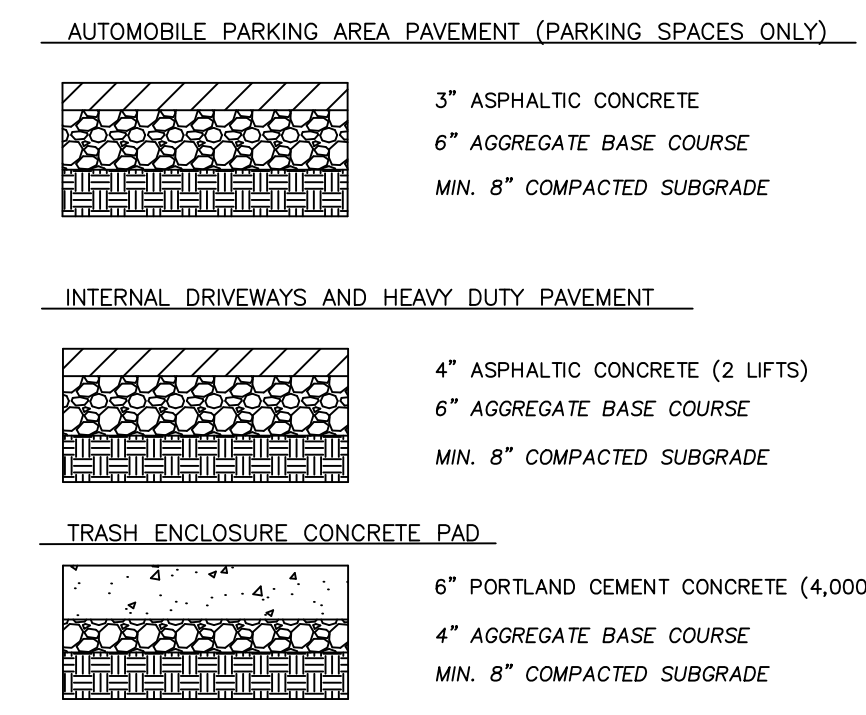 AUTOMOBILE PARKING AREA PAVEMENT (PARKING SPACES ONLY)
3" ASPHALTIC CONCRETE
6" AGGREGATE BASE COURSE
MIN. 8" COMPACTED SUBGRADE
INTERNAL DRIVEWAYS AND HEAVY DUTY PAVEMENT
4" ASPHALTIC CONCRETE (2 LIFTS)
6" AGGREGATE BASE COURSE
MIN. 8" COMPACTED SUBGRADE
TRASH ENCLOSURE CONCRETE PAD
6" PORTLAND CEMENT CONCRETE (4,000
4" AGGREGATE BASE COURSE
MIN. 8" COMPACTED SUBGRADE